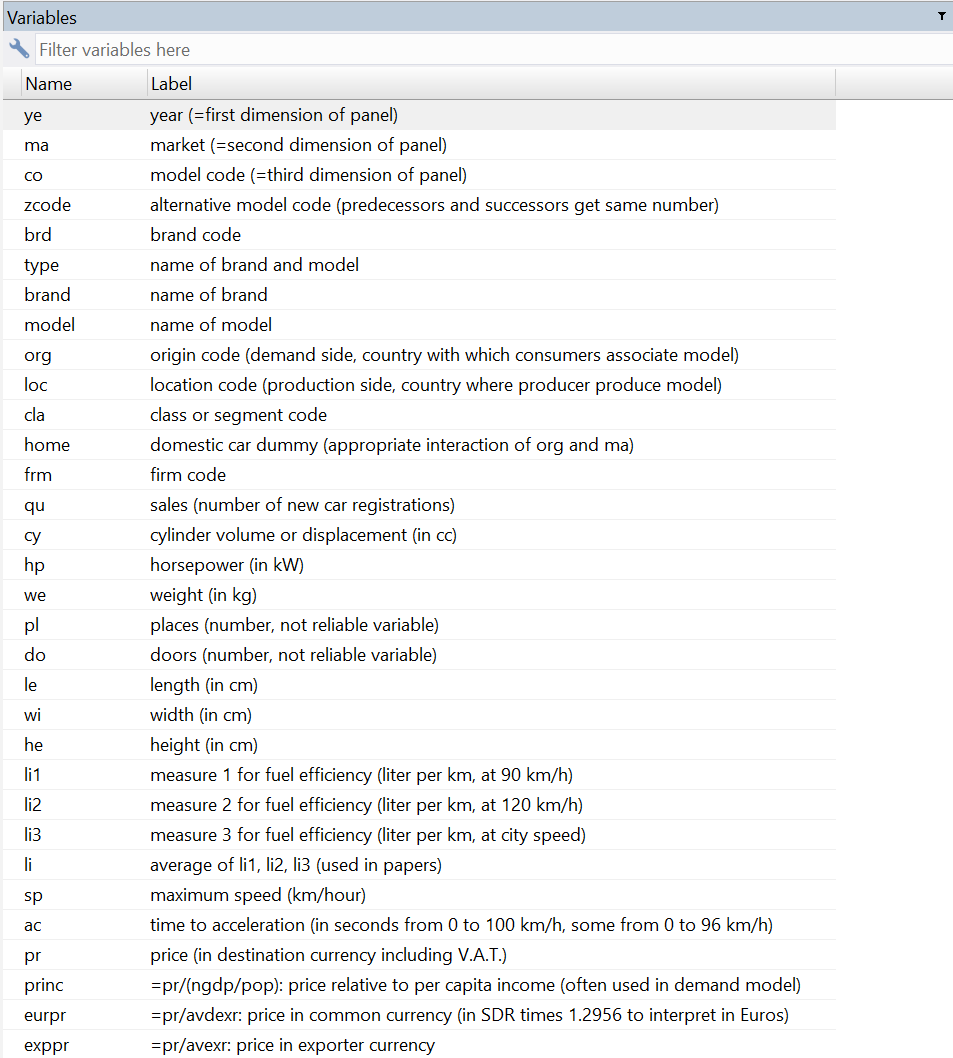 Variables
Filter variables here
Name Label
ye year (=first dimension of panel)
ma market (=second dimension of panel)
co model code (=third dimension of panel)
zcode alternative model code (predecessors and successors get same number)
brd brand code
type name of brand and model
brand name of brand
model name of model
org origin code (demand side, country with which consumers associate model)
loc location code (production side, country where producer produce model)
cla class or segment code
home domestic car dummy (appropriate interaction of org and ma)
frm firm code
qu sales (number of new car registrations)
cy cylinder volume or displacement (in cc)
hp horsepower (in kW)
we weight (in kg)
pl places (number, not reliable variable)
do doors (number, not reliable variable)
le length (in cm)
wi width (in cm)
he height (in cm)
li1 measure 1 for fuel efficiency (liter per km, at 90 km/h)
li2 measure 2 for fuel efficiency (liter per km, at 120 km/h)
li3 measure 3 for fuel efficiency (liter per km, at city speed)
li average of li1, li2, li3 (used in papers)
sp maximum speed (km/hour)
ac time to acceleration (in seconds from 0 to 100 km/h, some from 0 to 96 km/h)
pr price (in destination currency including V.A.T.)
princ =pr/(ngdp/pop): price relative to per capita income (often used in demand model)
eurpr =pr/avdexr: price in common currency (in SDR times 1.2956 to interpret in Euros)
exppr =pr/avexr: price in exporter currency